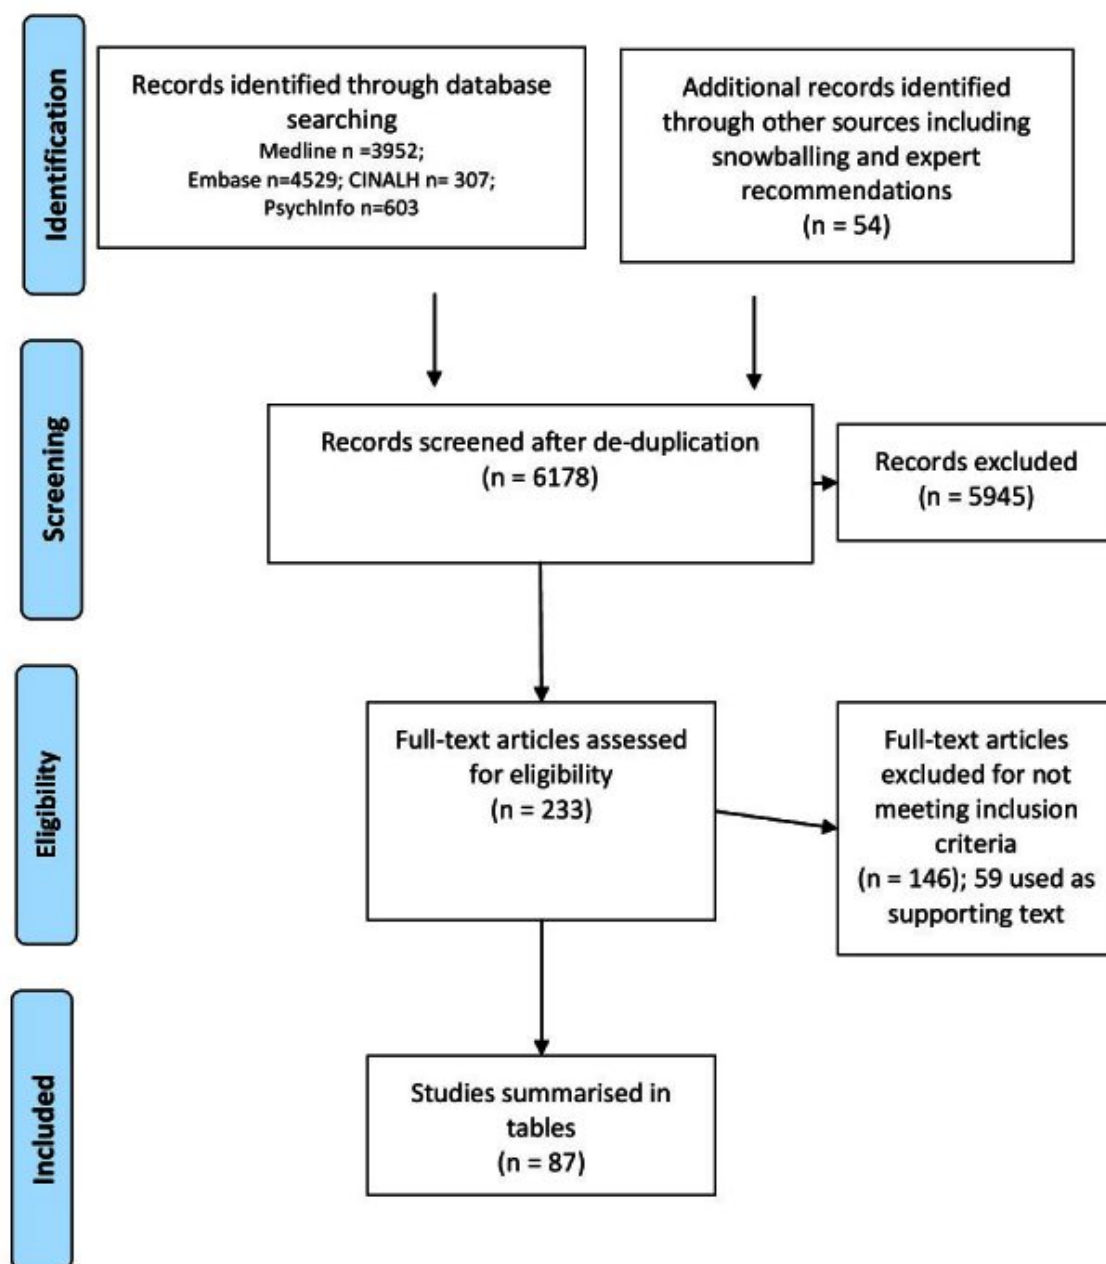 Identification
Records identified through database
searching
Medline n =3952;
Embase n=4529; CINALH n= 307;
PsychInfo n=603
Additional records identified
through other sources including
snowballing and expert
recommendations
(n = 54)
Screening
Records screened after de-duplication
(n = 6178)
Records excluded
(n = 5945)
Eligibility
Full-text articles assessed
for eligibility
(n = 233)
Full-text articles
excluded for not
meeting inclusion
criteria
(n = 146); 59 used as
supporting text
Included
Studies summarised in
tables
(n = 87)